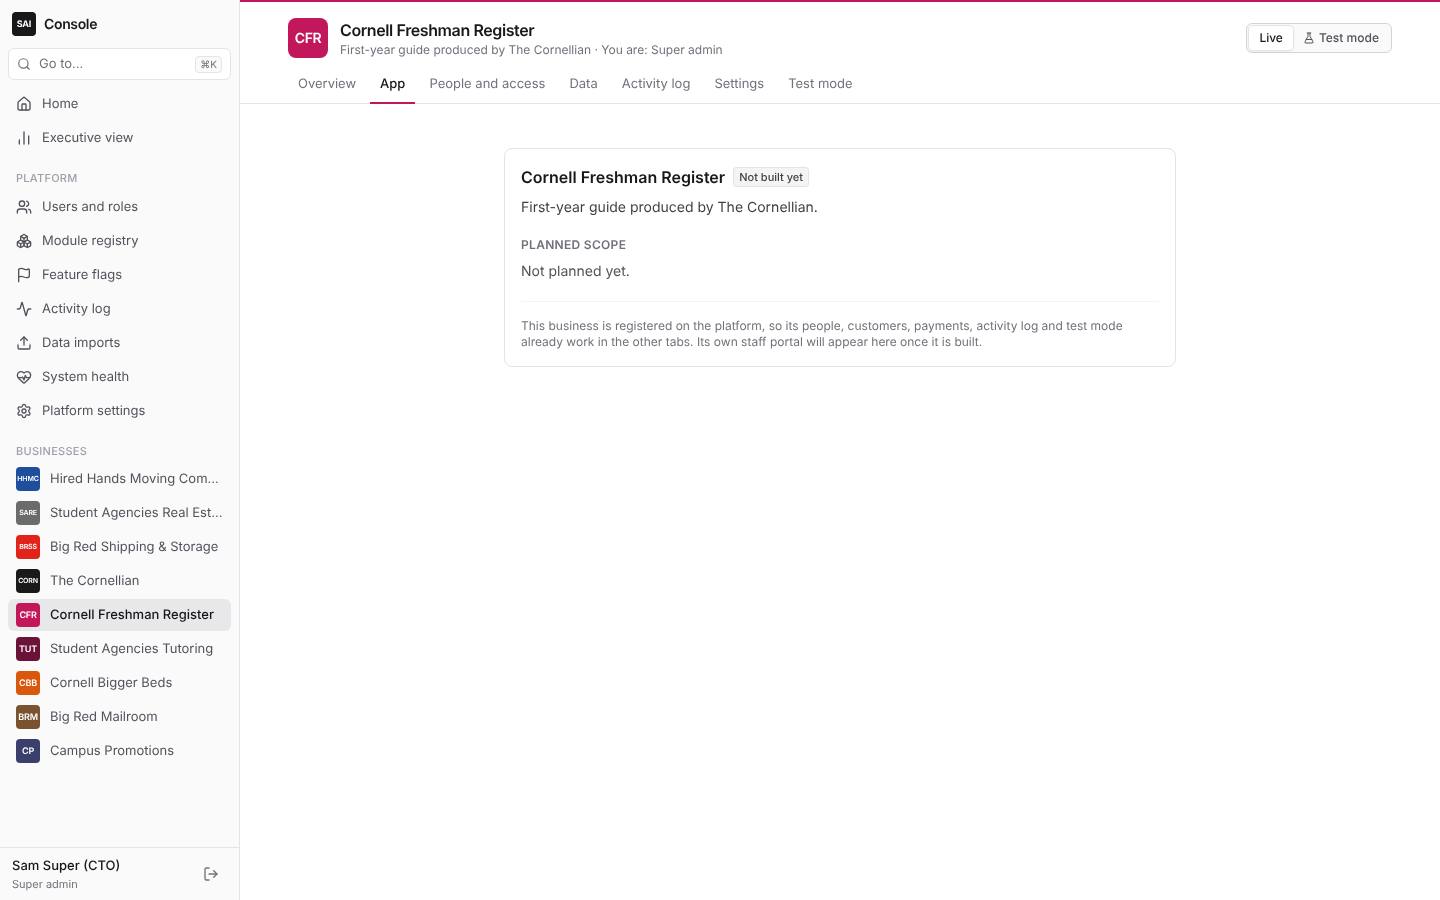 SAI Console
Go to... ⌘K
Home
Executive view
PLATFORM
Users and roles
Module registry
Feature flags
Activity log
Data imports
System health
Platform settings
BUSINESSES
HHMC Hired Hands Moving Com...
SARE Student Agencies Real Est...
BRSS Big Red Shipping & Storage
CORN The Cornellian
CFR Cornell Freshman Register
TUT Student Agencies Tutoring
CBB Cornell Bigger Beds
BRM Big Red Mailroom
CP Campus Promotions
Sam Super (CTO)
Super admin
CFR Cornell Freshman Register
First-year guide produced by The Cornellian · You are: Super admin
Live Test mode
Overview App People and access Data Activity log Settings Test mode
Cornell Freshman Register Not built yet
First-year guide produced by The Cornellian.
PLANNED SCOPE
Not planned yet.
This business is registered on the platform, so its people, customers, payments, activity log and test mode
already work in the other tabs. Its own staff portal will appear here once it is built.